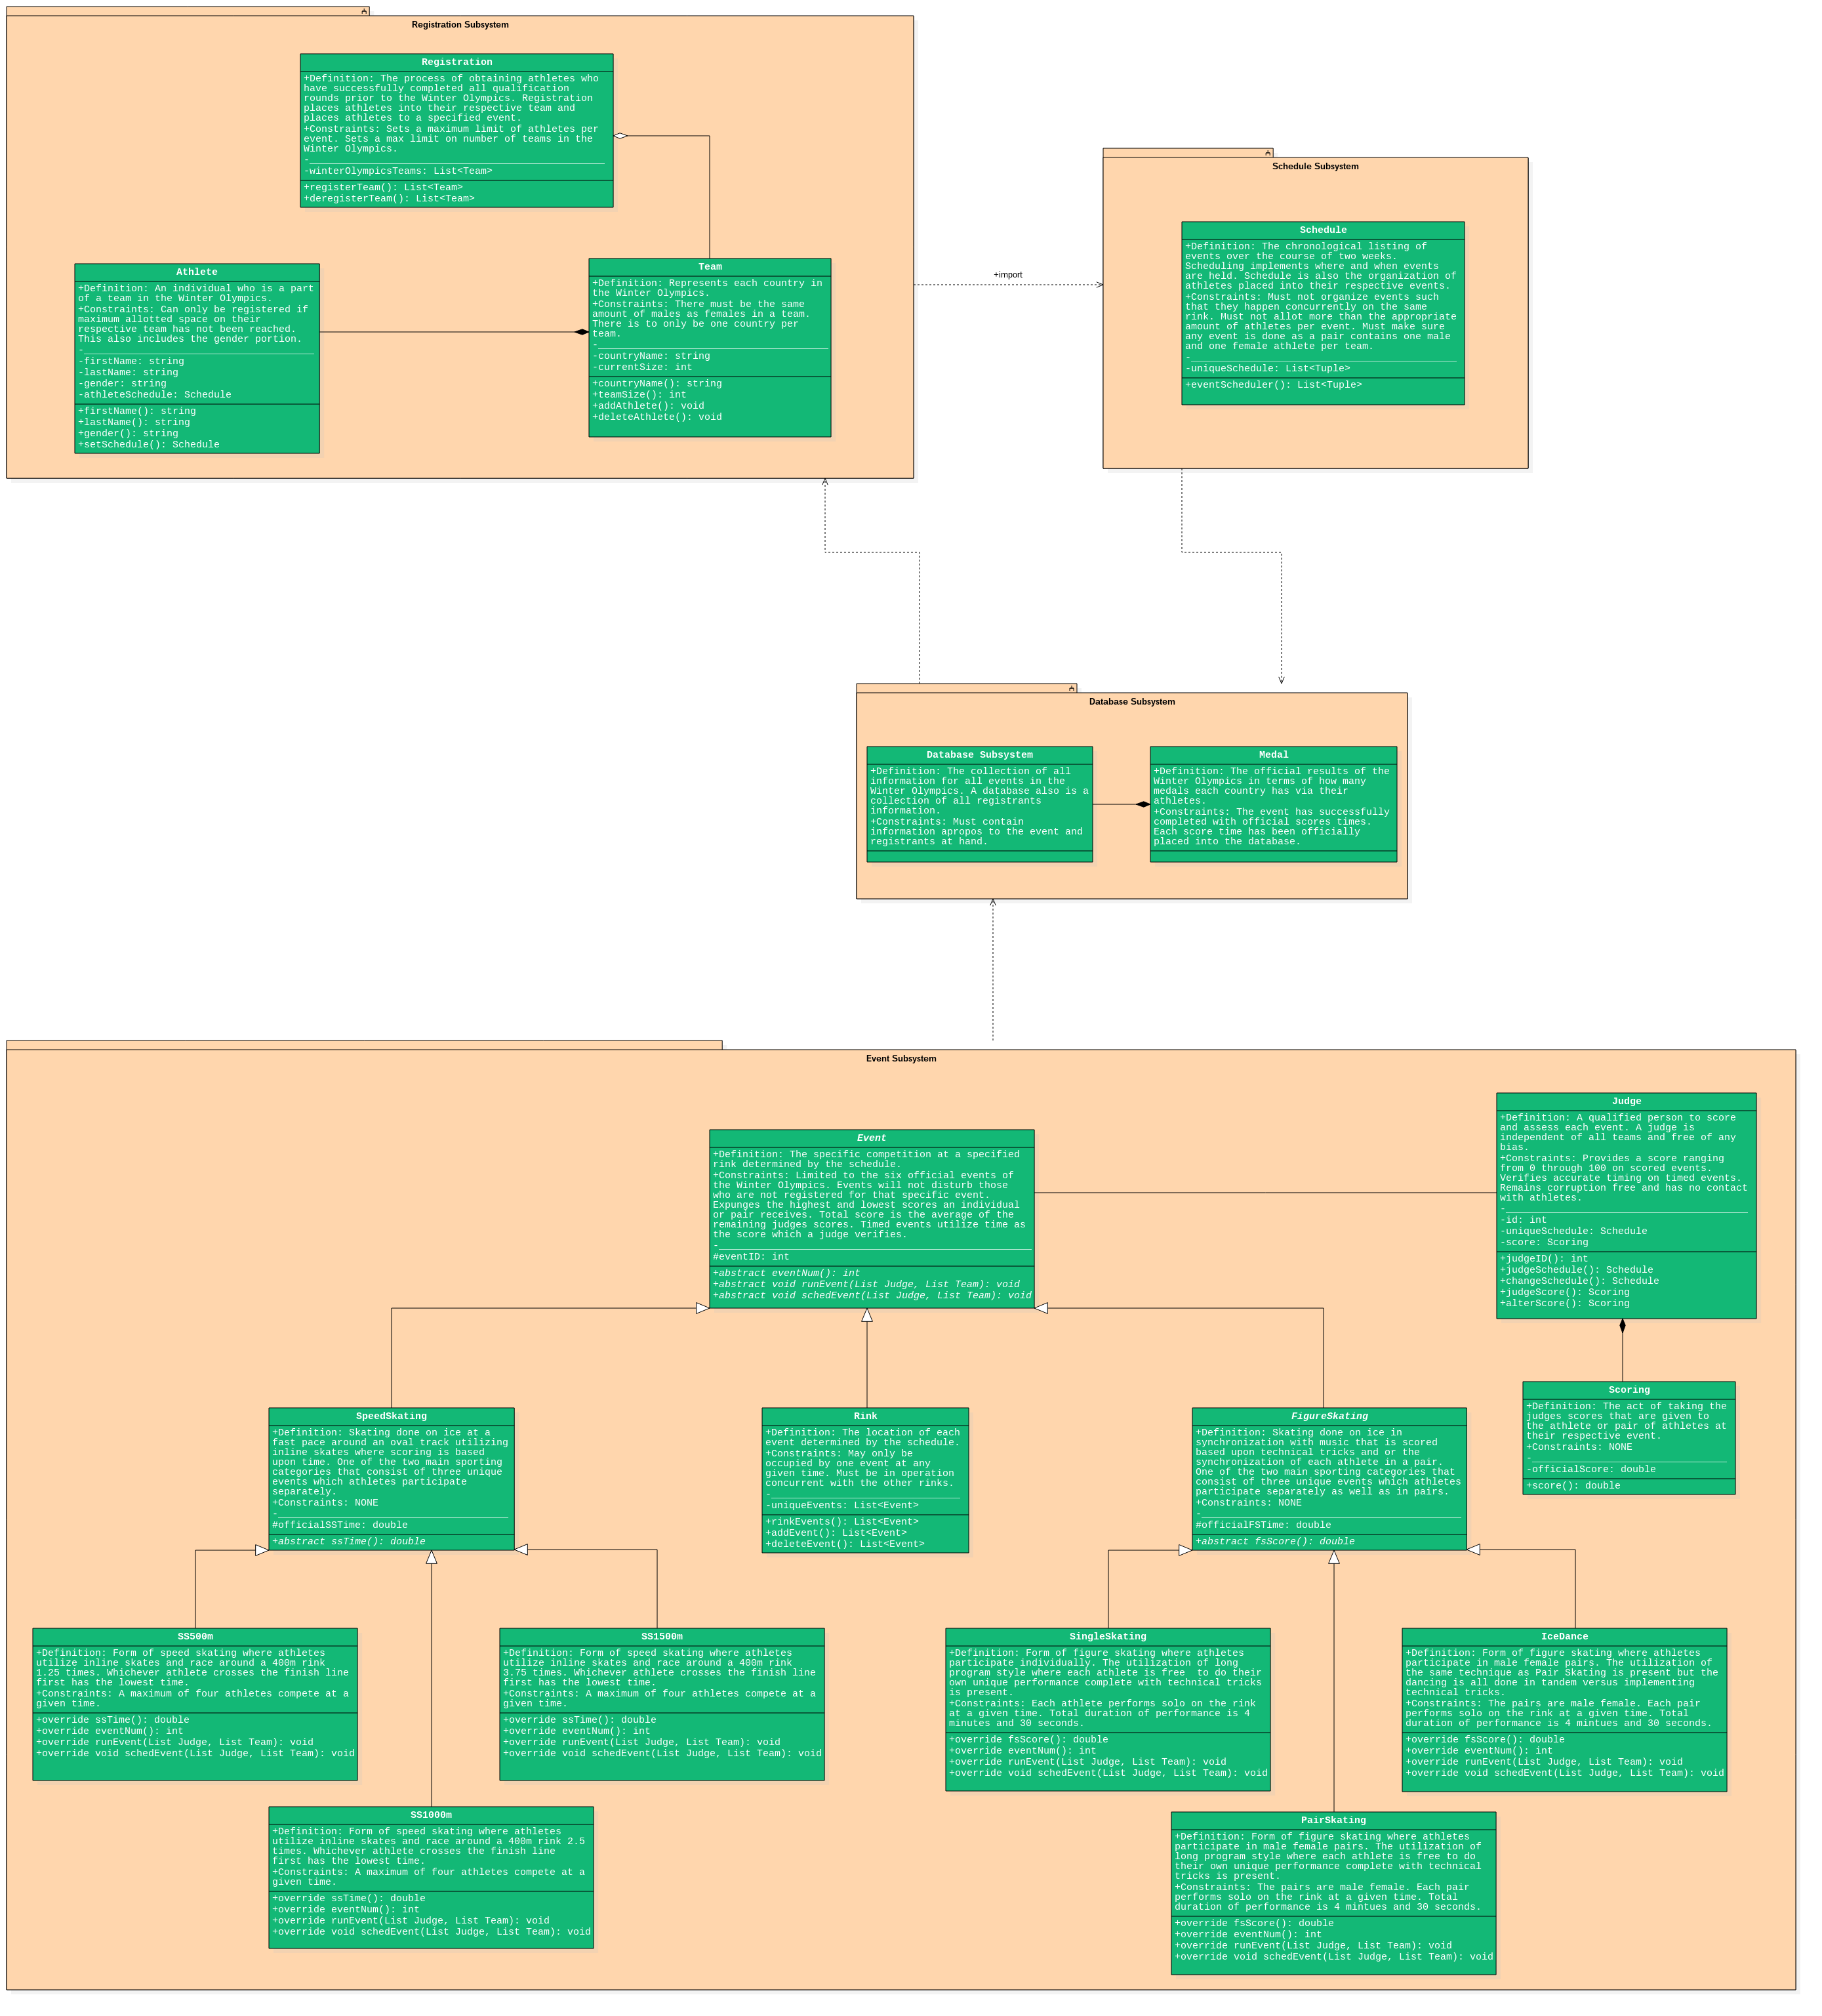 Registration Subsystem
Registration
+Definition: The process of obtaining athletes who
have successfully completed all qualification
rounds prior to the Winter Olympics. Registration
places athletes into their respective team and
places athletes to a specified event.
+Constraints: Sets a maximum limit of athletes per
event. Sets a max limit on number of teams in the
Winter Olympics.
-__________________________________________________
-winterOlympicsTeams: List<Team>
+registerTeam(): List<Team>
+deregisterTeam(): List<Team>
Athlete
+Definition: An individual who is a part
of a team in the Winter Olympics.
+Constraints: Can only be registered if
maximum allotted space on their
respective team has not been reached.
This also includes the gender portion.
-_______________________________________
-firstName: string
-lastName: string
-gender: string
-athleteSchedule: Schedule
+firstName(): string
+lastName(): string
+gender(): string
+setSchedule(): Schedule
Team
+Definition: Represents each country in
the Winter Olympics.
+Constraints: There must be the same
amount of males as females in a team.
There is to only be one country per
team.
-_______________________________________
-countryName: string
-currentSize: int
+countryName(): string
+teamSize(): int
+addAthlete(): void
+deleteAthlete(): void
+import
Schedule Subsystem
Schedule
+Definition: The chronological listing of
events over the course of two weeks.
Scheduling implements where and when events
are held. Schedule is also the organization of
athletes placed into their respective events.
+Constraints: Must not organize events such
that they happen concurrently on the same
rink. Must not allot more than the appropriate
amount of athletes per event. Must make sure
any event is done as a pair contains one male
and one female athlete per team.
-_____________________________________________
-uniqueSchedule: List<Tuple>
+eventScheduler(): List<Tuple>
Database Subsystem
Database Subsystem
+Definition: The collection of all
information for all events in the
Winter Olympics. A database also is a
collection of all registrants
information.
+Constraints: Must contain
information apropos to the event and
registrants at hand.
Medal
+Definition: The official results of the
Winter Olympics in terms of how many
medals each country has via their
athletes.
+Constraints: The event has successfully
completed with official scores times.
Each score time has been officially
placed into the database.
Event Subsystem
Event
+Definition: The specific competition at a specified
rink determined by the schedule.
+Constraints: Limited to the six official events of
the Winter Olympics. Events will not disturb those
who are not registered for that specific event.
Expunges the highest and lowest scores an individual
or pair receives. Total score is the average of the
remaining judges scores. Timed events utilize time as
the score which a judge verifies.
-_____________________________________________________
#eventID: int
+abstract eventNum(): int
+abstract void runEvent(List Judge, List Team): void
+abstract void schedEvent(List Judge, List Team): void
Judge
+Definition: A qualified person to score
and assess each event. A judge is
independent of all teams and free of any
bias.
+Constraints: Provides a score ranging
from 0 through 100 on scored events.
Verifies accurate timing on timed events.
Remains corruption free and has no contact
with athletes.
-_________________________________________
-id: int
-uniqueSchedule: Schedule
-score: Scoring
+judgeID(): int
+judgeSchedule(): Schedule
+changeSchedule(): Schedule
+judgeScore(): Scoring
+alterScore(): Scoring
Scoring
+Definition: The act of taking the
judges scores that are given to
the athlete or pair of athletes at
their respective event.
+Constraints: NONE
-_________________________________
-officialScore: double
+score(): double
SpeedSkating
+Definition: Skating done on ice at a
fast pace around an oval track utilizing
inline skates where scoring is based
upon time. One of the two main sporting
categories that consist of three unique
events which athletes participate
separately.
+Constraints: NONE
-_______________________________________
#officialSSTime: double
+abstract ssTime(): double
Rink
+Definition: The location of each
event determined by the schedule.
+Constraints: May only be
occupied by one event at any
given time. Must be in operation
concurrent with the other rinks.
-________________________________
-uniqueEvents: List<Event>
+rinkEvents(): List<Event>
+addEvent(): List<Event>
+deleteEvent(): List<Event>
FigureSkating
+Definition: Skating done on ice in
synchronization with music that is scored
based upon technical tricks and or the
synchronization of each athlete in a pair.
One of the two main sporting categories that
consist of three unique events which athletes
participate separately as well as in pairs.
+Constraints: NONE
-____________________________________________
#officialFSTime: double
+abstract fsScore(): double
SS500m
+Definition: Form of speed skating where athletes
utilize inline skates and race around a 400m rink
1.25 times. Whichever athlete crosses the finish line
first has the lowest time.
+Constraints: A maximum of four athletes compete at a
given time.
+override ssTime(): double
+override eventNum(): int
+override runEvent(List Judge, List Team): void
+override void schedEvent(List Judge, List Team): void
SS1500m
+Definition: Form of speed skating where athletes
utilize inline skates and race around a 400m rink
3.75 times. Whichever athlete crosses the finish line
first has the lowest time.
+Constraints: A maximum of four athletes compete at a
given time.
+override ssTime(): double
+override eventNum(): int
+override runEvent(List Judge, List Team): void
+override void schedEvent(List Judge, List Team): void
SingleSkating
+Definition: Form of figure skating where athletes
participate individually. The utilization of long
program style where each athlete is free  to do their
own unique performance complete with technical tricks
is present.
+Constraints: Each athlete performs solo on the rink
at a given time. Total duration of performance is 4
minutes and 30 seconds.
+override fsScore(): double
+override eventNum(): int
+override runEvent(List Judge, List Team): void
+override void schedEvent(List Judge, List Team): void
IceDance
+Definition: Form of figure skating where athletes
participate in male female pairs. The utilization of
the same technique as Pair Skating is present but the
dancing is all done in tandem versus implementing
technical tricks.
+Constraints: The pairs are male female. Each pair
performs solo on the rink at a given time. Total
duration of performance is 4 mintues and 30 seconds.
+override fsScore(): double
+override eventNum(): int
+override runEvent(List Judge, List Team): void
+override void schedEvent(List Judge, List Team): void
SS1000m
+Definition: Form of speed skating where athletes
utilize inline skates and race around a 400m rink 2.5
times. Whichever athlete crosses the finish line
first has the lowest time.
+Constraints: A maximum of four athletes compete at a
given time.
+override ssTime(): double
+override eventNum(): int
+override runEvent(List Judge, List Team): void
+override void schedEvent(List Judge, List Team): void
PairSkating
+Definition: Form of figure skating where athletes
participate in male female pairs. The utilization of
long program style where each athlete is free to do
their own unique performance complete with technical
tricks is present.
+Constraints: The pairs are male female. Each pair
performs solo on the rink at a given time. Total
duration of performance is 4 mintues and 30 seconds.
+override fsScore(): double
+override eventNum(): int
+override runEvent(List Judge, List Team): void
+override void schedEvent(List Judge, List Team): void